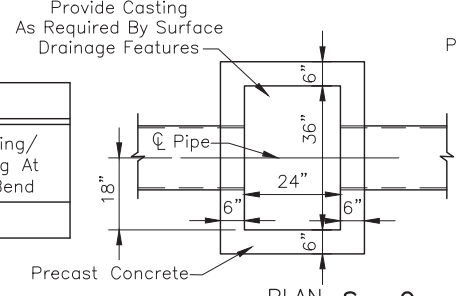 Provide Casting
As Required By Surface
Drainage Features
P
ing/
g At
Bend
℄ Pipe
6"
36"
24"
18"
6"
6"
6"
Precast Concrete
PLAN